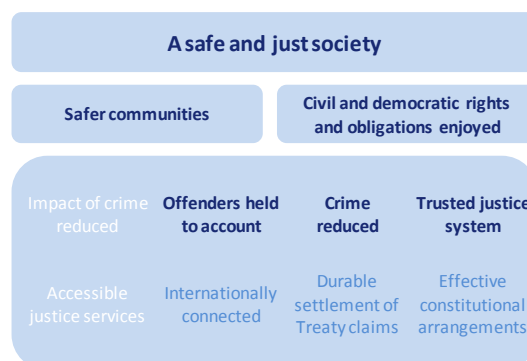 A safe and just society
Safer communities
Civil and democratic rights
and obligations enjoyed
Impact of crime
reduced
Offenders held
to account
Crime
reduced
Trusted justice
system
Accessible
justice services
Internationally
connected
Durable
settlement of
Treaty claims
Effective
constitutional
arrangements